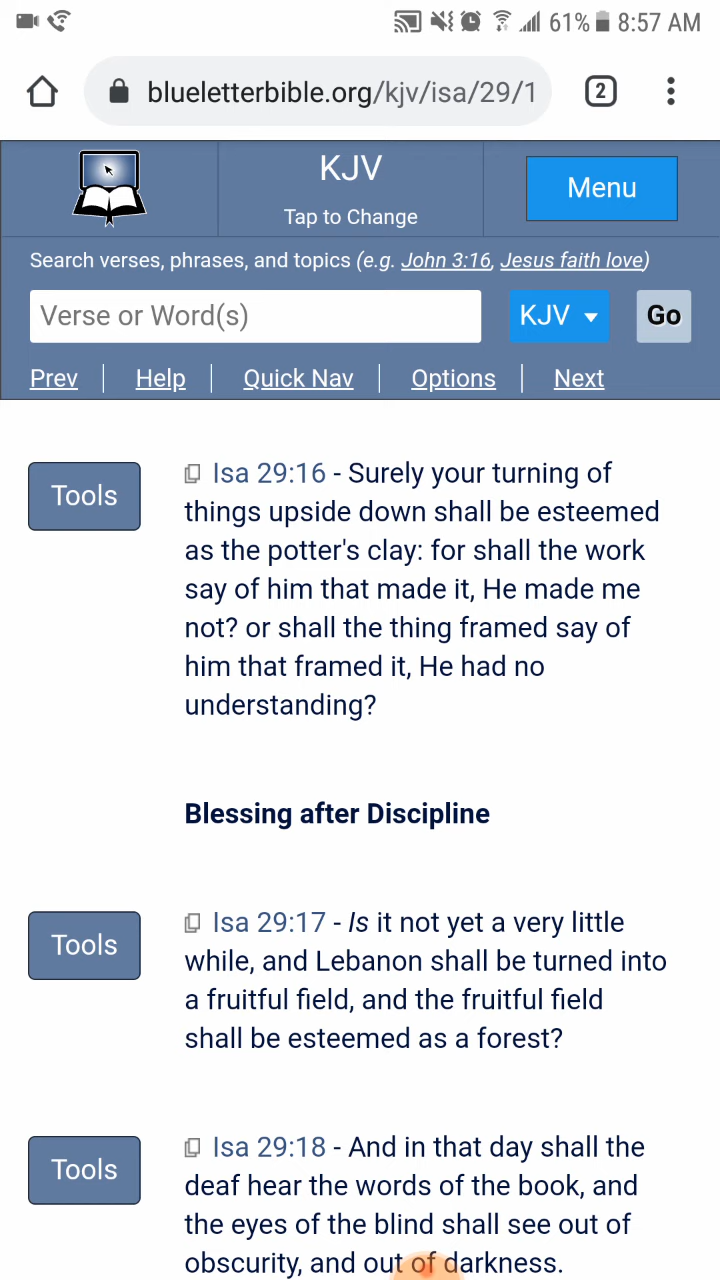 61% 8:57 AM
blueletterbible.org/kjv/isa/29/1 2
KJV
Tap to Change
Menu
Search verses, phrases, and topics (e.g. John 3:16, Jesus faith love)
Verse or Word(s) KJV Go
Prev Help Quick Nav Options Next
Tools
Isa 29:16 - Surely your turning of
things upside down shall be esteemed
as the potter's clay: for shall the work
say of him that made it, He made me
not? or shall the thing framed say of
him that framed it, He had no
understanding?
Blessing after Discipline
Tools
Isa 29:17 - Is it not yet a very little
while, and Lebanon shall be turned into
a fruitful field, and the fruitful field
shall be esteemed as a forest?
Tools
Isa 29:18 - And in that day shall the
deaf hear the words of the book, and
the eyes of the blind shall see out of
obscurity, and out of darkness.